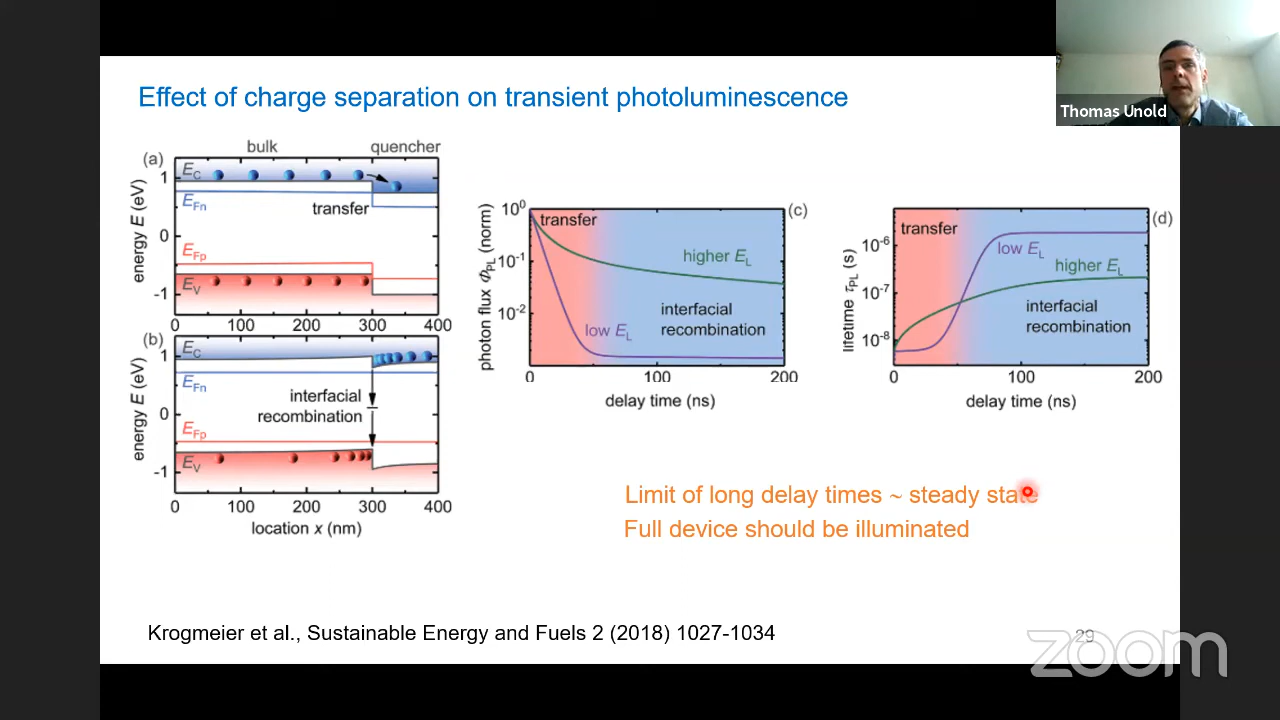 Thomas Unold
Effect of charge separation on transient photoluminescence
bulk quencher
(a)
energy E (eV)
1
0
-1
E_C
E_Fn
transfer
E_Fp
E_V
0 100 200 300 400
(b)
energy E (eV)
1
0
-1
E_C
E_Fn
interfacial
recombination
E_Fp
E_V
0 100 200 300 400
location x (nm)
(c)
photon flux Φ_PL (norm)
10^0
10^-1
10^-2
transfer
higher E_L
interfacial
recombination
low E_L
0 100 200
delay time (ns)
(d)
lifetime τ_PL (s)
10^-6
10^-7
10^-8
transfer
low E_L
higher E_L
interfacial
recombination
0 100 200
delay time (ns)
Limit of long delay times ~ steady state
Full device should be illuminated
Krogmeier et al., Sustainable Energy and Fuels 2 (2018) 1027-1034
29
zoom